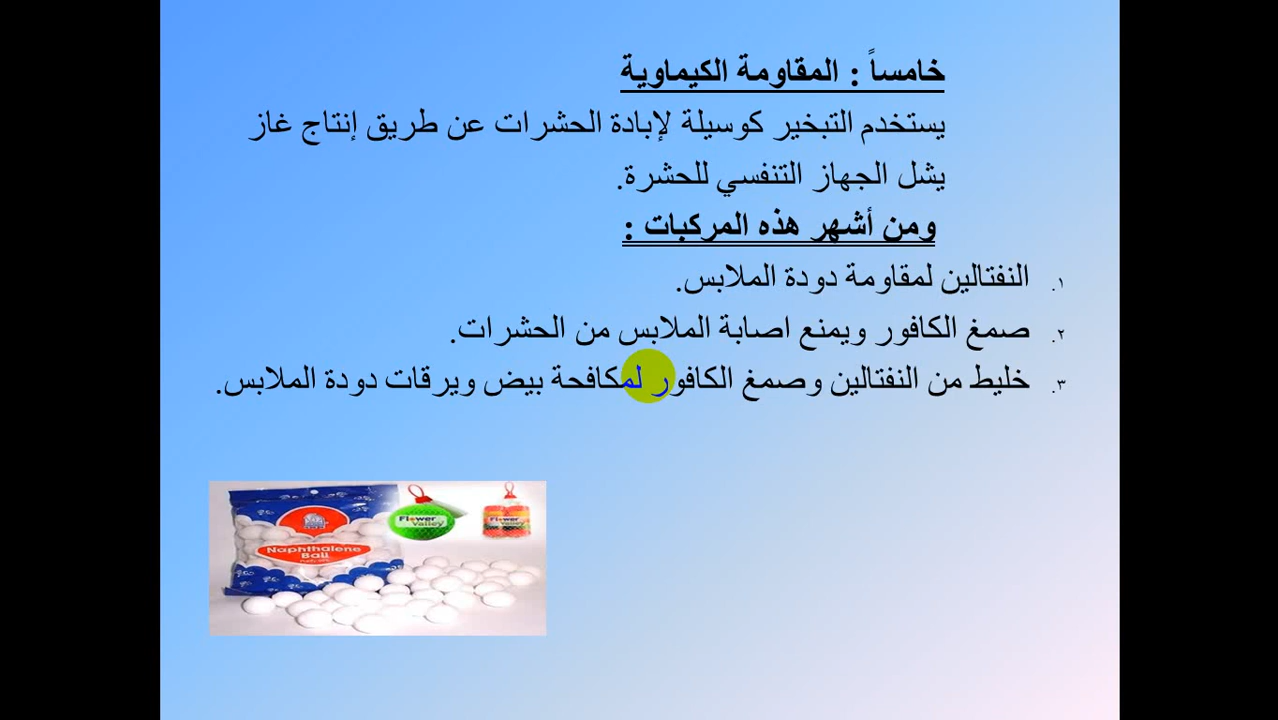 خامساً : المقاومة الكيماوية
يستخدم التبخير كوسيلة لإبادة الحشرات عن طريق إنتاج غاز
يشل الجهاز التنفسي للحشرة.
ومن أشهر هذه المركبات :
١. النفتالين لمقاومة دودة الملابس.
٢. صمغ الكافور ويمنع اصابة الملابس من الحشرات.
٣. خليط من النفتالين وصمغ الكافور لمكافحة بيض ويرقات دودة الملابس.
Flower
Valley
Naphthalene
Ball